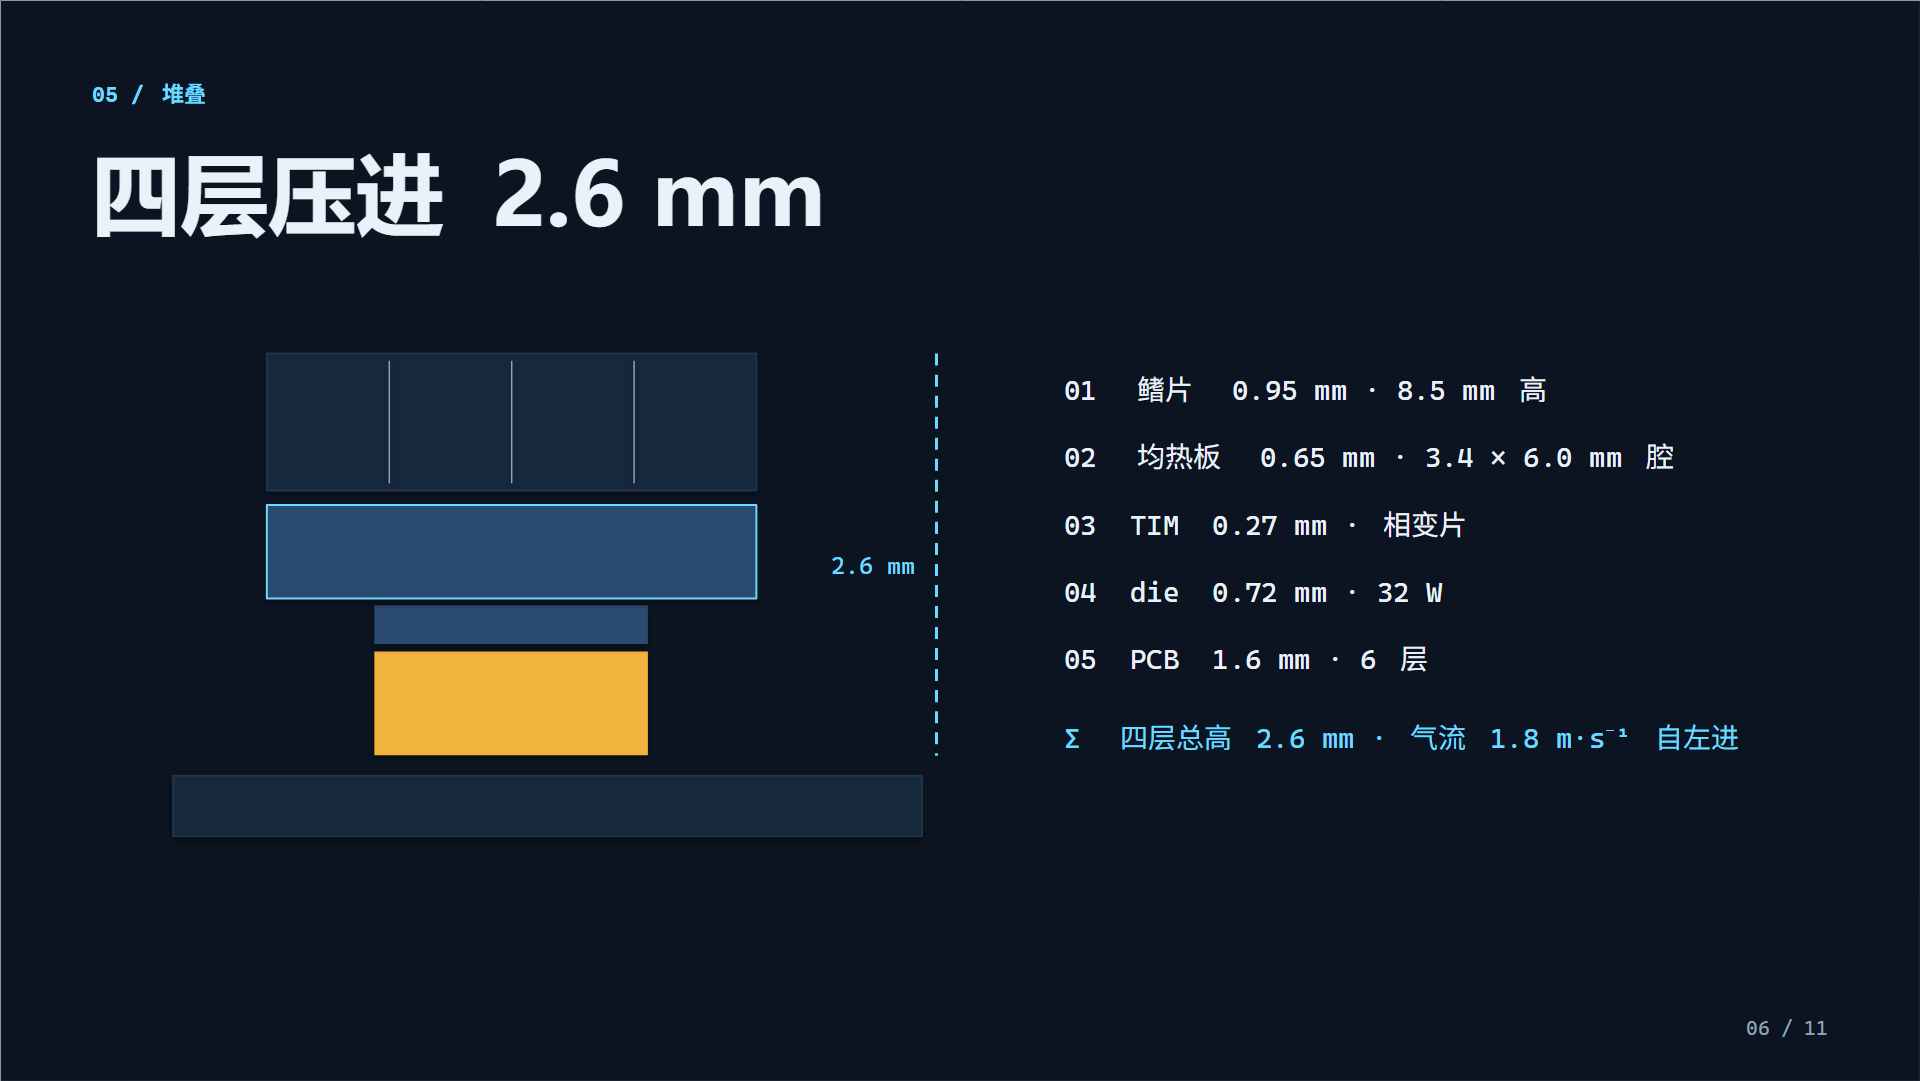 05 / 堆叠
四层压进 2.6 mm
2.6 mm
01 鳍片 0.95 mm · 8.5 mm 高
02 均热板 0.65 mm · 3.4 × 6.0 mm 腔
03 TIM 0.27 mm · 相变片
04 die 0.72 mm · 32 W
05 PCB 1.6 mm · 6 层
Σ 四层总高 2.6 mm · 气流 1.8 m·s⁻¹ 自左进
06 / 11